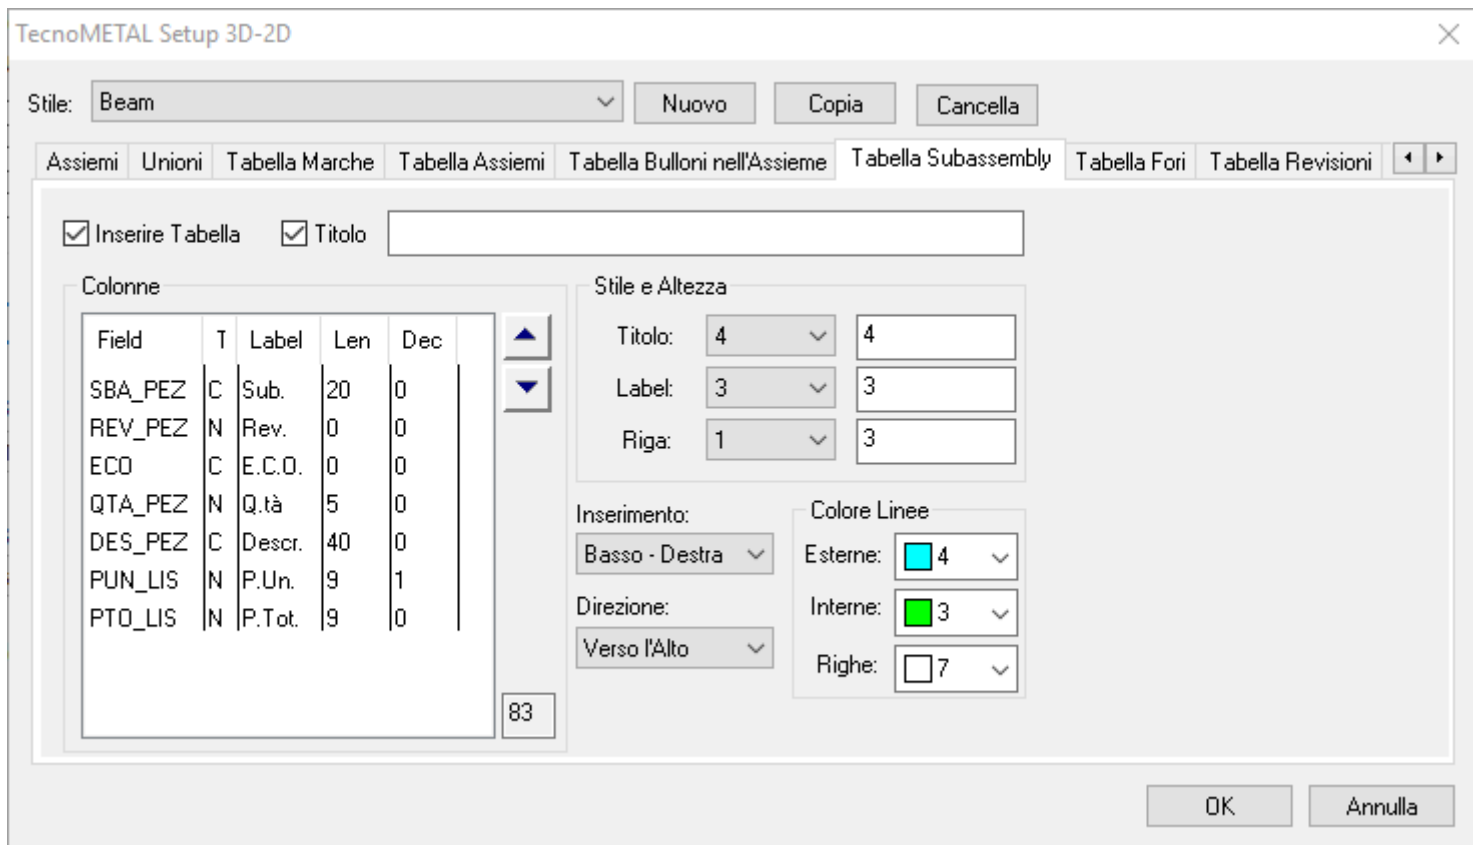 TecnoMETAL Setup 3D-2D
Stile: Beam Nuovo Copia Cancella
Assiemi Unioni Tabella Marche Tabella Assiemi Tabella Bulloni nell'Assieme Tabella Subassembly Tabella Fori Tabella Revisioni
Inserire Tabella Titolo
Colonne
Field T Label Len Dec
SBA_PEZ C Sub. 20 0
REV_PEZ N Rev. 0 0
ECO C E.C.O. 0 0
QTA_PEZ N Q.tà 5 0
DES_PEZ C Descr. 40 0
PUN_LIS N P.Un. 9 1
PTO_LIS N P.Tot. 9 0
83
Stile e Altezza
Titolo: 4 4
Label: 3 3
Riga: 1 3
Inserimento:
Basso - Destra
Direzione:
Verso l'Alto
Colore Linee
Esterne: 4
Interne: 3
Righe: 7
OK Annulla